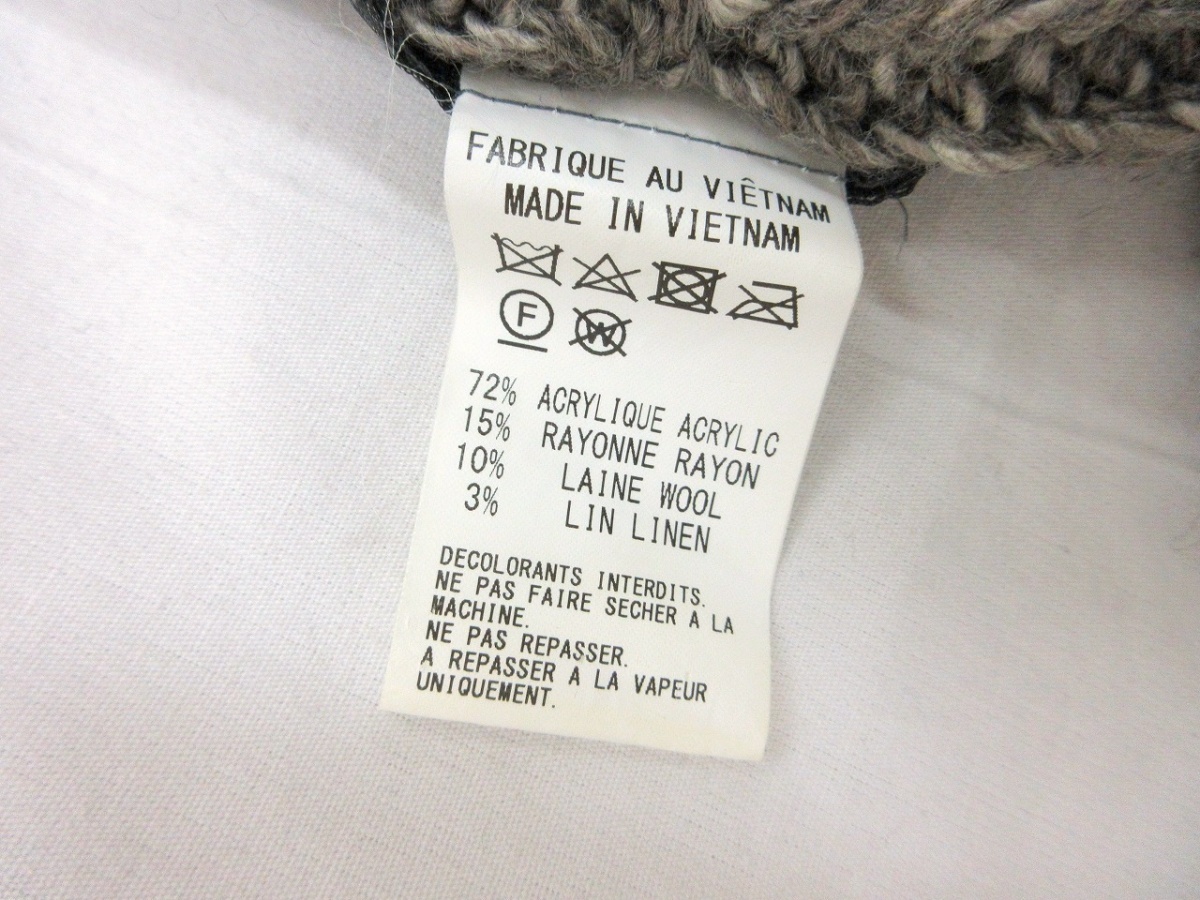 FABRIQUE AU VIÊTNAM
MADE IN VIETNAM
F W
72% ACRYLIQUE ACRYLIC
15% RAYONNE RAYON
10% LAINE WOOL
3% LIN LINEN
DECOLORANTS INTERDITS.
NE PAS FAIRE SECHER A LA
MACHINE.
NE PAS REPASSER.
A REPASSER A LA VAPEUR
UNIQUEMENT.